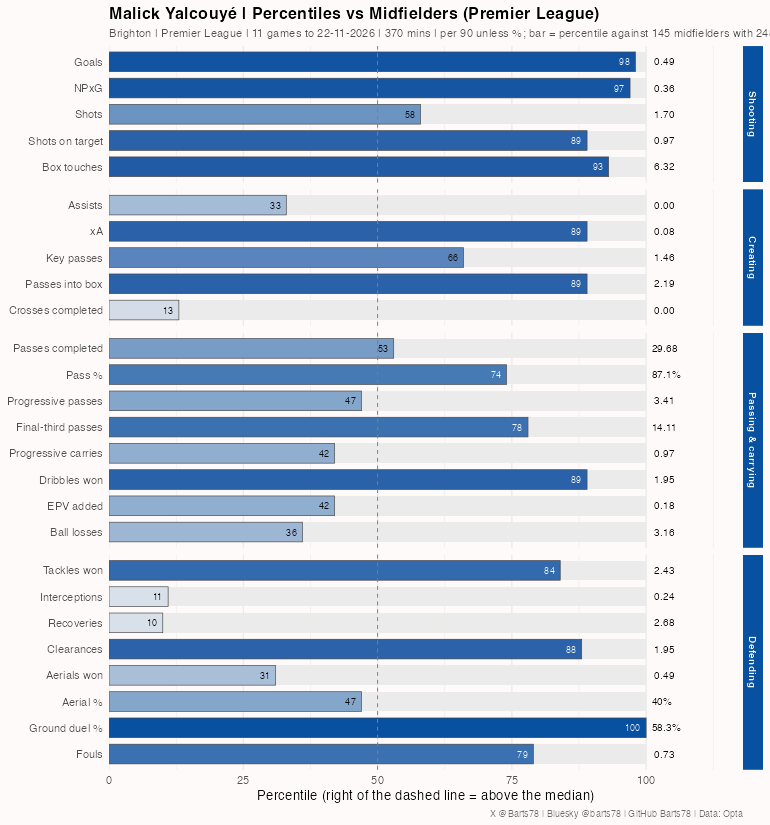 Malick Yalcouyé | Percentiles vs Midfielders (Premier League)
Brighton | Premier League | 11 games to 22-11-2026 | 370 mins | per 90 unless %; bar = percentile against 145 midfielders with
Goals 98 0.49
NPxG 97 0.36
Shots 58 1.70
Shots on target 89 0.97
Box touches 93 6.32
Shooting
Assists 33 0.00
xA 89 0.08
Key passes 66 1.46
Passes into box 89 2.19
Crosses completed 13 0.00
Creating
Passes completed 53 29.68
Pass % 74 87.1%
Progressive passes 47 3.41
Final-third passes 78 14.11
Progressive carries 42 0.97
Dribbles won 89 1.95
EPV added 42 0.18
Ball losses 36 3.16
Passing & carrying
Tackles won 84 2.43
Interceptions 11 0.24
Recoveries 10 2.68
Clearances 88 1.95
Aerials won 31 0.49
Aerial % 47 40%
Ground duel % 100 58.3%
Fouls 79 0.73
Defending
0 25 50 75 100
Percentile (right of the dashed line = above the median)
X @Barts78 | Bluesky @barts78 | GitHub Barts78 | Data: Opta